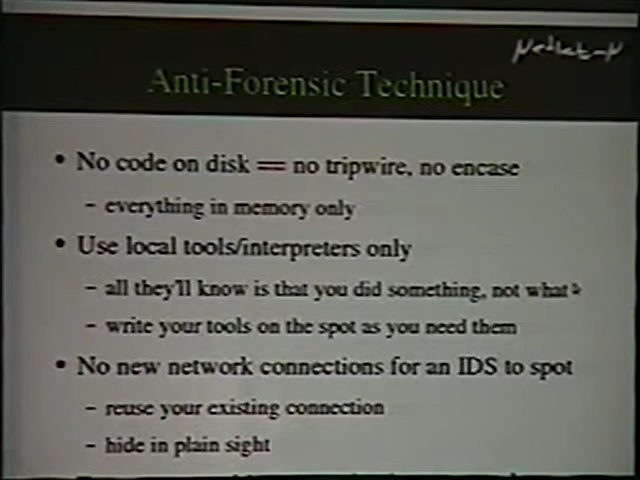 Anti-Forensic Technique
• No code on disk == no tripwire, no encase
– everything in memory only
• Use local tools/interpreters only
– all they'll know is that you did something, not what
– write your tools on the spot as you need them
• No new network connections for an IDS to spot
– reuse your existing connection
– hide in plain sight